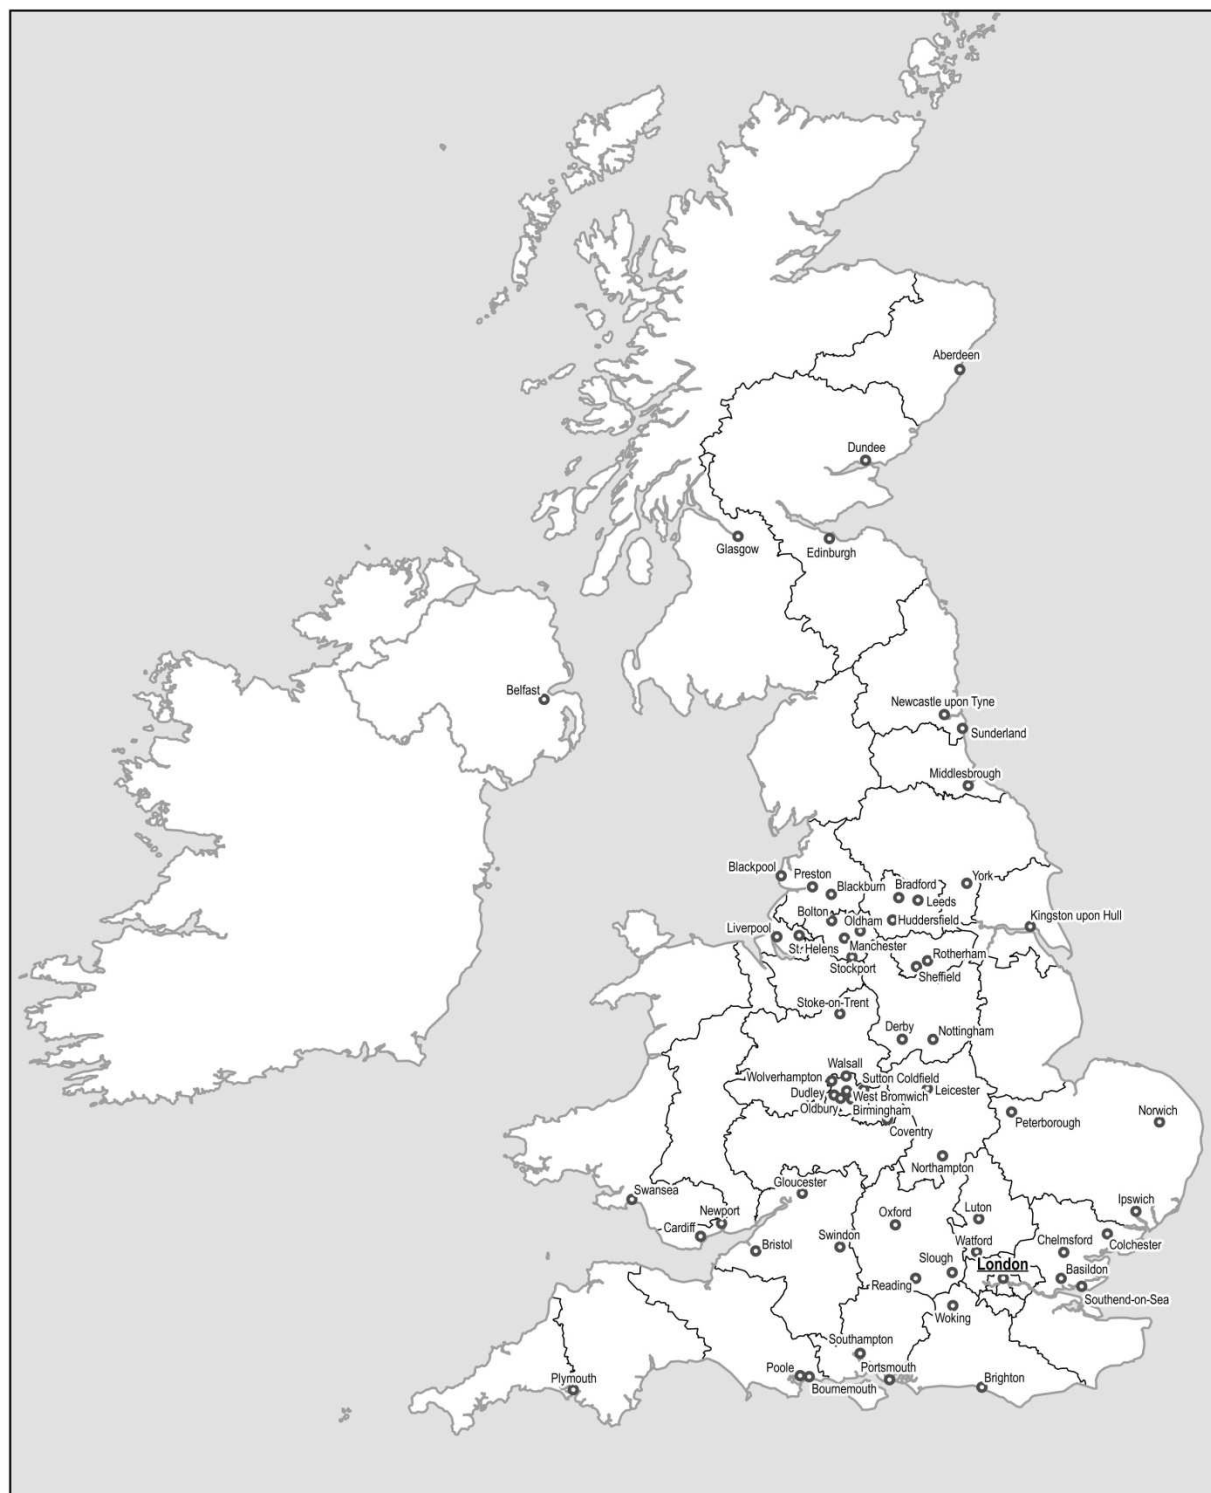 Aberdeen
Dundee
Glasgow
Edinburgh
Belfast
Newcastle upon Tyne
Sunderland
Middlesbrough
Blackpool
Preston
Blackburn
Bradford
York
Leeds
Bolton
Oldham
Huddersfield
Kingston upon Hull
Liverpool
St. Helens
Manchester
Stockport
Rotherham
Sheffield
Stoke-on-Trent
Derby
Nottingham
Walsall
Wolverhampton
Sutton Coldfield
Leicester
Dudley
West Bromwich
Oldbury
Birmingham
Peterborough
Norwich
Coventry
Northampton
Swansea
Gloucester
Newport
Cardiff
Oxford
Luton
Ipswich
Bristol
Swindon
Watford
Chelmsford
Colchester
Slough
London
Basildon
Reading
Southend-on-Sea
Woking
Southampton
Poole
Portsmouth
Plymouth
Bournemouth
Brighton